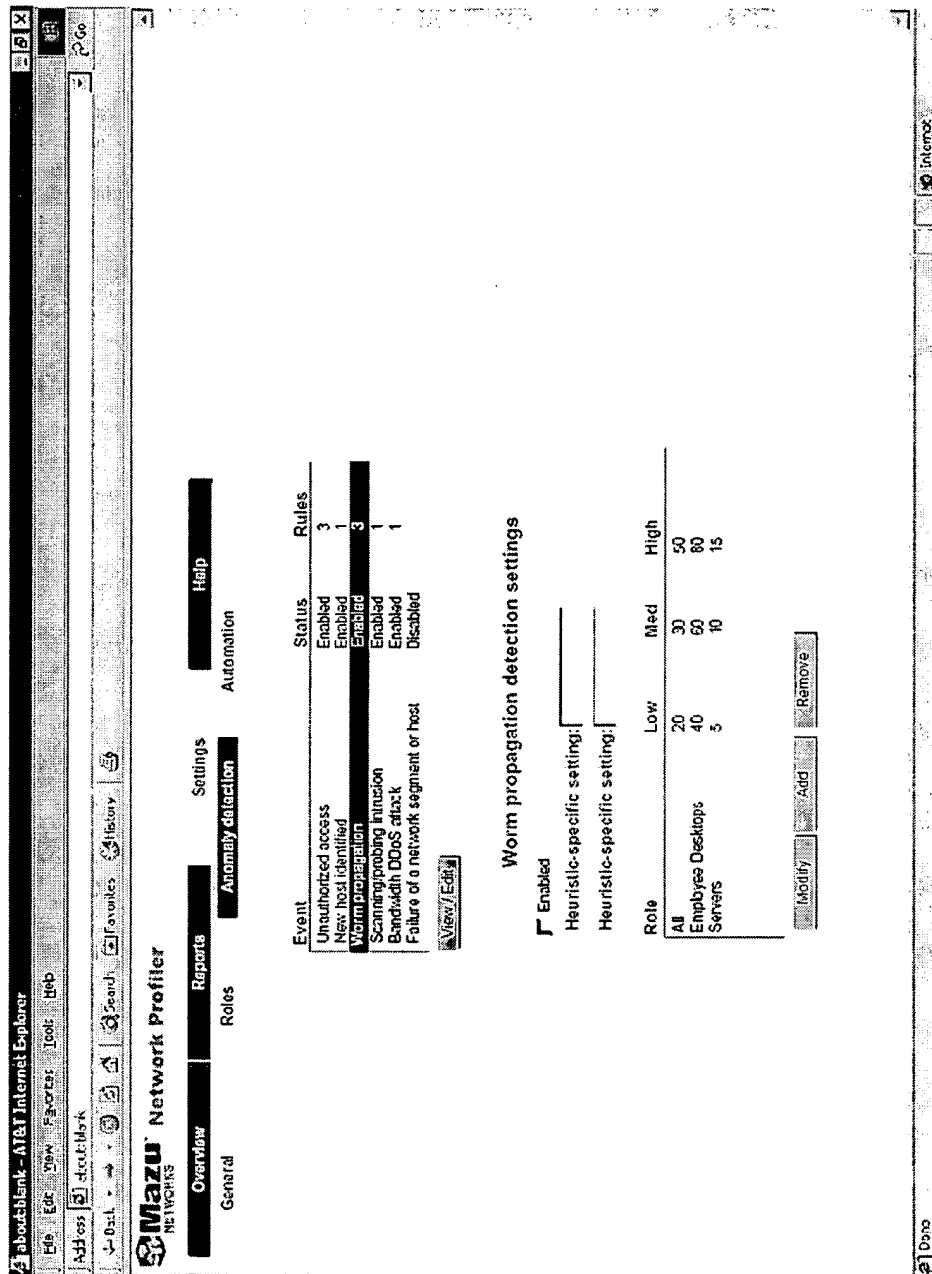 about:blank - AT&T Internet Explorer
File Edit View Favorites Tools Help
Address about:blank Go
Back Search Favorites History
Mazu Network Profiler
NETWORKS
Overview Reports Settings Help
General Roles Anomaly detection Automation
Event Status Rules
Unauthorized access Enabled 3
New host identified Enabled 1
Worm propagation Enabled 3
Scanning/probing intrusion Enabled 1
Bandwidth DDoS attack Enabled 1
Failure of a network segment or host Disabled
View / Edit
Worm propagation detection settings
Enabled
Heuristic-specific setting:
Heuristic-specific setting:
Role Low Med High
All 20 30 50
Employee Desktops 40 60 80
Servers 5 10 15
Modify Add Remove
Done Internet